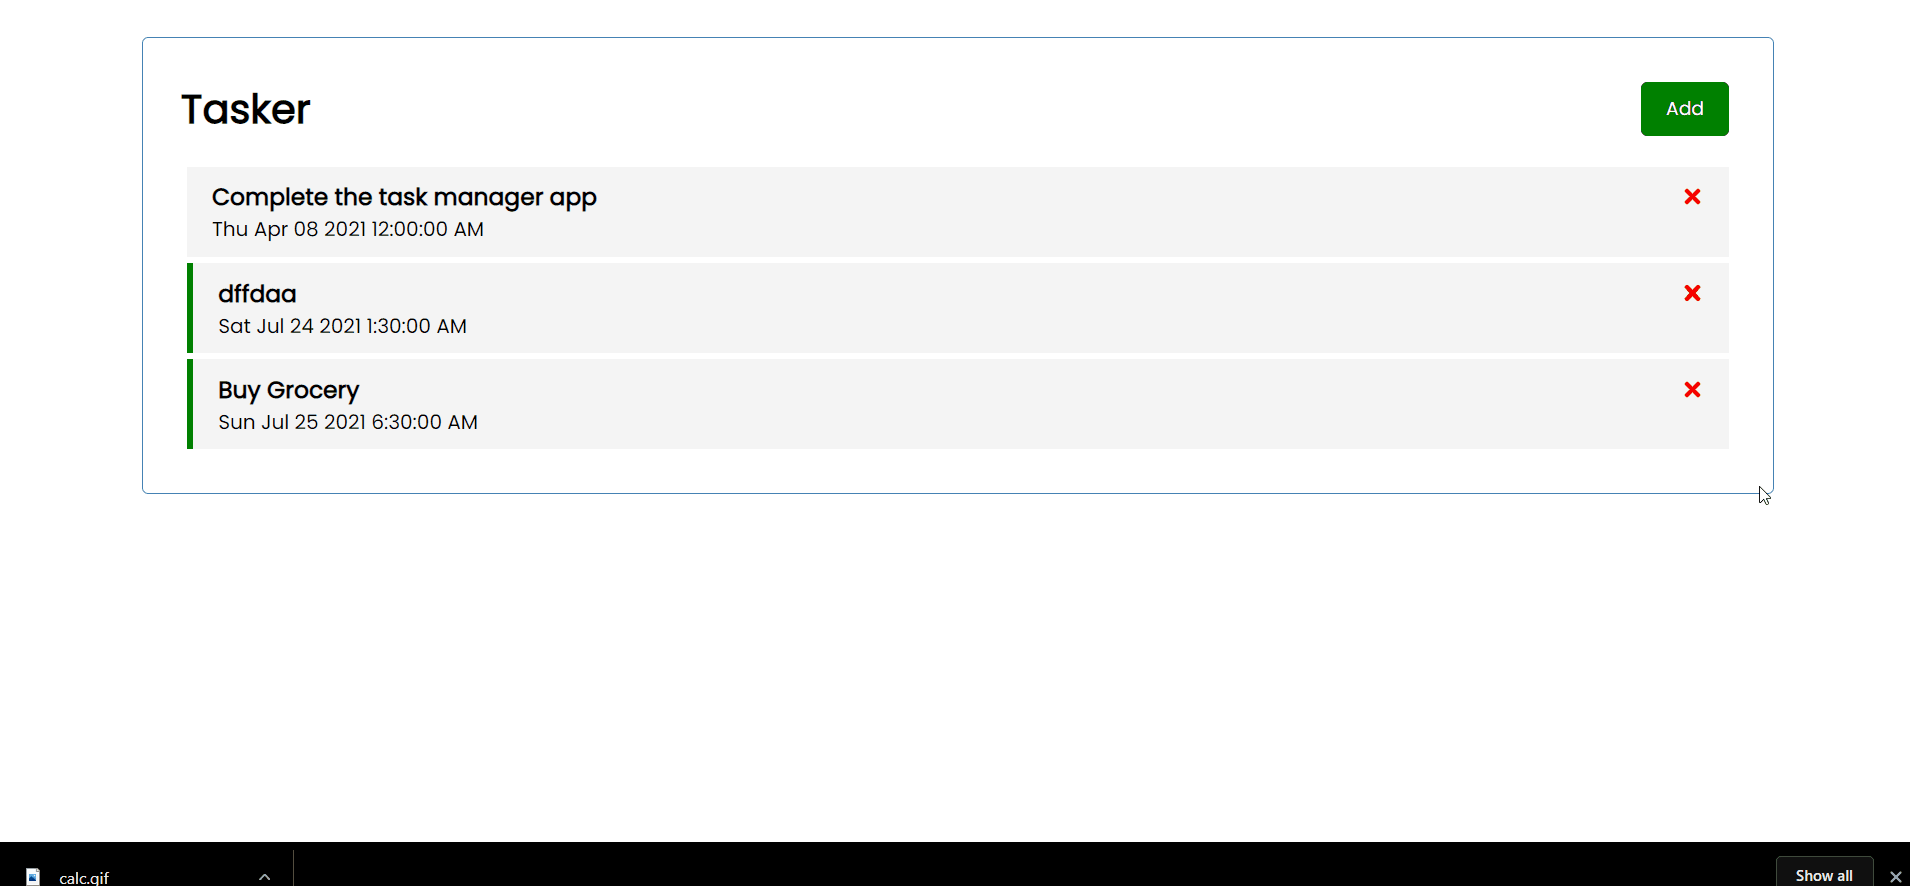 Tasker
Add
Complete the task manager app
Thu Apr 08 2021 12:00:00 AM
dffdaa
Sat Jul 24 2021 1:30:00 AM
Buy Grocery
Sun Jul 25 2021 6:30:00 AM
calc.gif
Show all